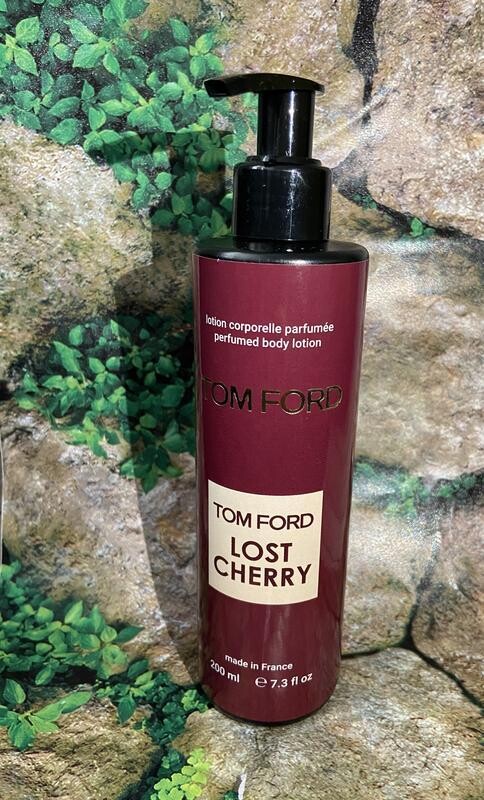 lotion corporelle parfumée
perfumed body lotion
TOM FORD
TOM FORD
LOST
CHERRY
made in France
200 ml ℮ 7.3 fl oz